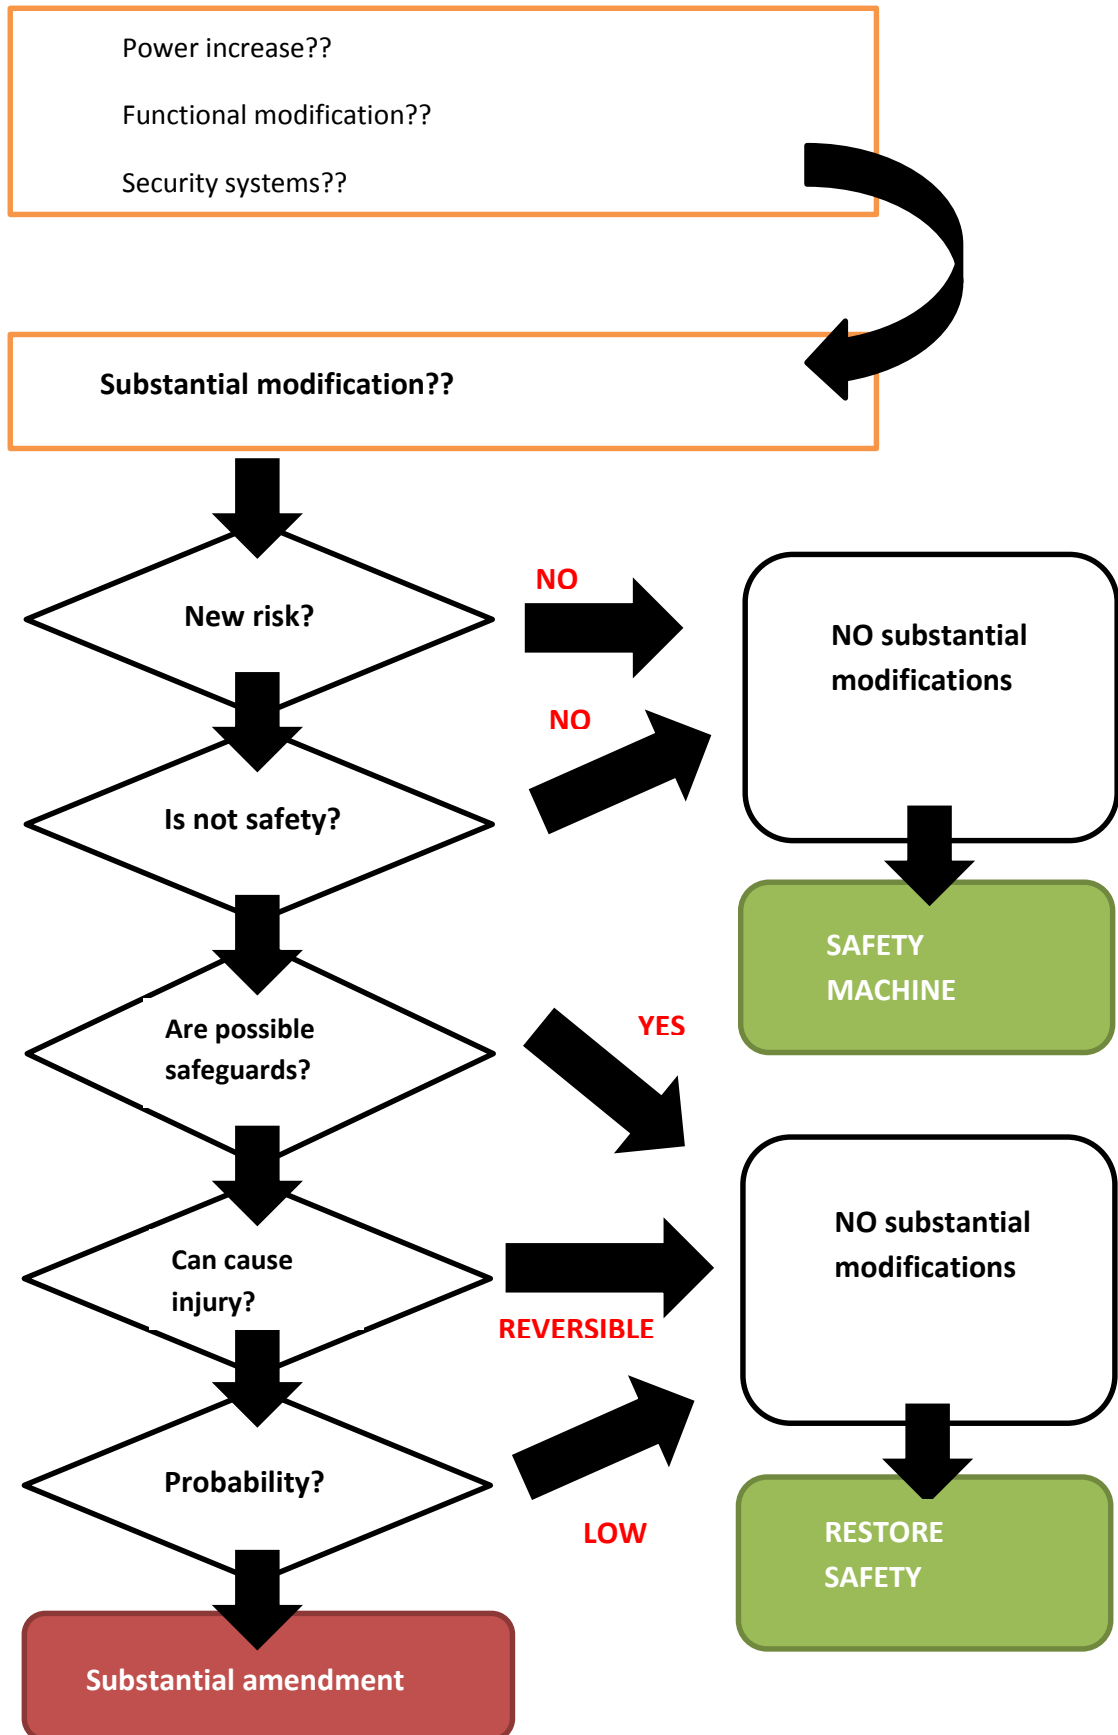 Power increase??
Functional modification??
Security systems??
Substantial modification??
New risk?
NO
NO substantial
modifications
NO
Is not safety?
SAFETY
MACHINE
Are possible
safeguards?
YES
NO substantial
modifications
Can cause
injury?
REVERSIBLE
Probability?
LOW
RESTORE
SAFETY
Substantial amendment